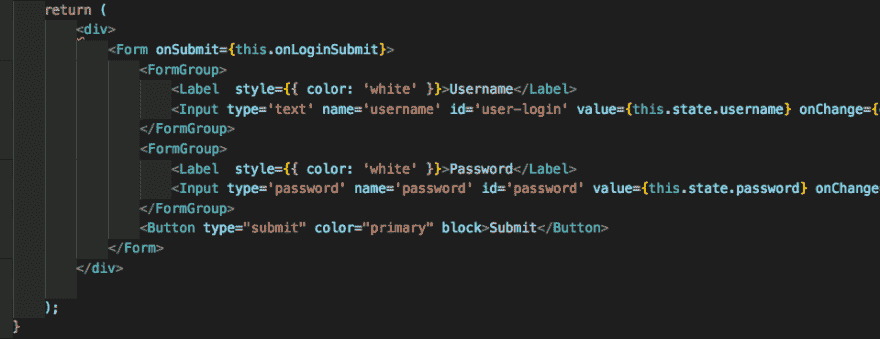 return (
<div>
<Form onSubmit={this.onLoginSubmit}>
<FormGroup>
<Label  style={{ color: 'white' }}>Username</Label>
<Input type='text' name='username' id='user-login' value={this.state.username} onChange={
</FormGroup>
<FormGroup>
<Label  style={{ color: 'white' }}>Password</Label>
<Input type='password' name='password' id='password' value={this.state.password} onChange
</FormGroup>
<Button type="submit" color="primary" block>Submit</Button>
</Form>
</div>
);
}